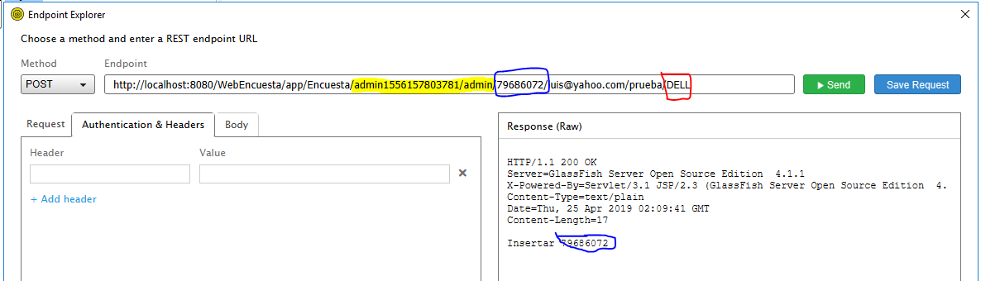 Endpoint Explorer
Choose a method and enter a REST endpoint URL
Method Endpoint
POST http://localhost:8080/WebEncuesta/app/Encuesta/admin1556157803781/admin/79686072/luis@yahoo.com/prueba/DELL Send Save Request
Request Authentication & Headers Body
Header Value
+ Add header
Response (Raw)
HTTP/1.1 200 OK
Server=GlassFish Server Open Source Edition 4.1.1
X-Powered-By=Servlet/3.1 JSP/2.3 (GlassFish Server Open Source Edition 4.
Content-Type=text/plain
Date=Thu, 25 Apr 2019 02:09:41 GMT
Content-Length=17
Insertar 79686072